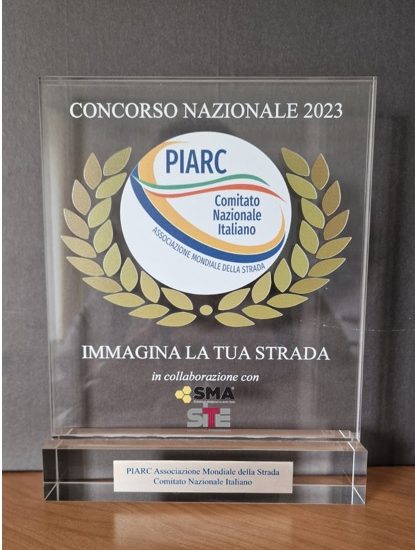 CONCORSO NAZIONALE 2023
PIARC
Comitato
Nazionale
Italiano
ASSOCIAZIONE MONDIALE DELLA STRADA
IMMAGINA LA TUA STRADA
in collaborazione con
SMA
SITE
PIARC Associazione Mondiale della Strada
Comitato Nazionale Italiano